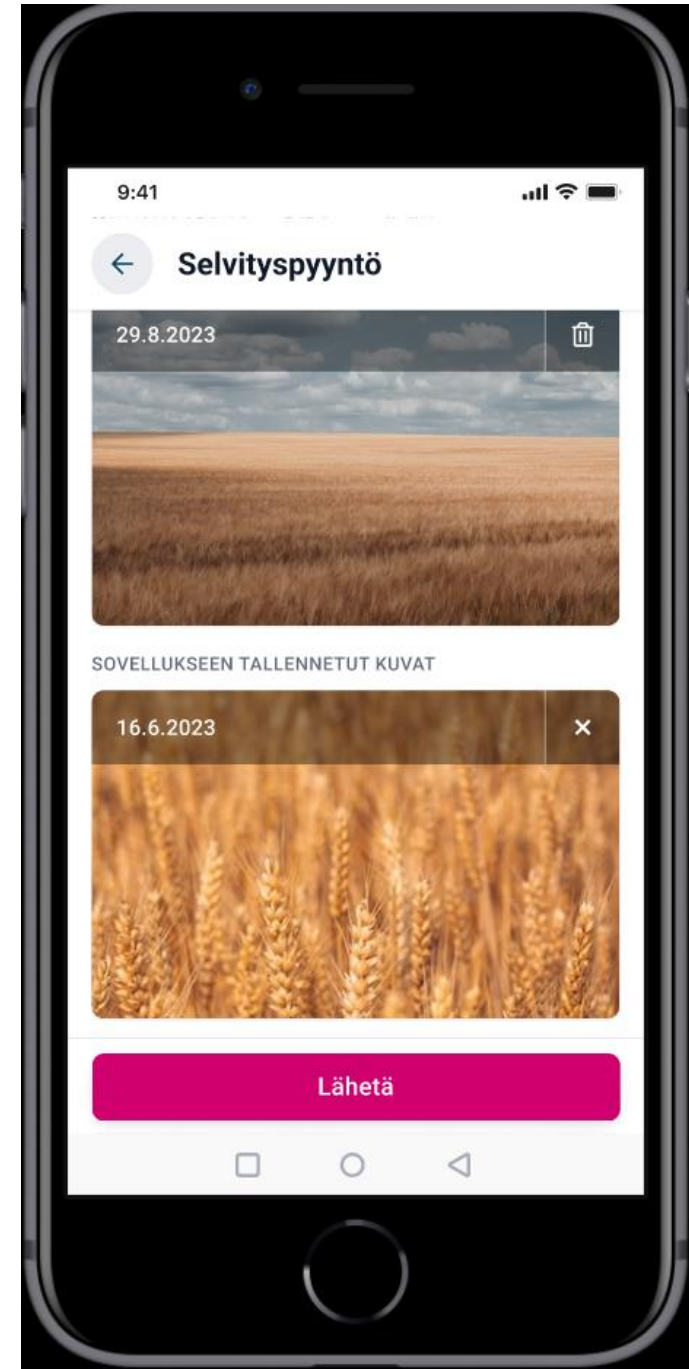 9:41
Selvityspyyntö
29.8.2023
SOVELLUKSEEN TALLENNETUT KUVAT
16.6.2023
Lähetä